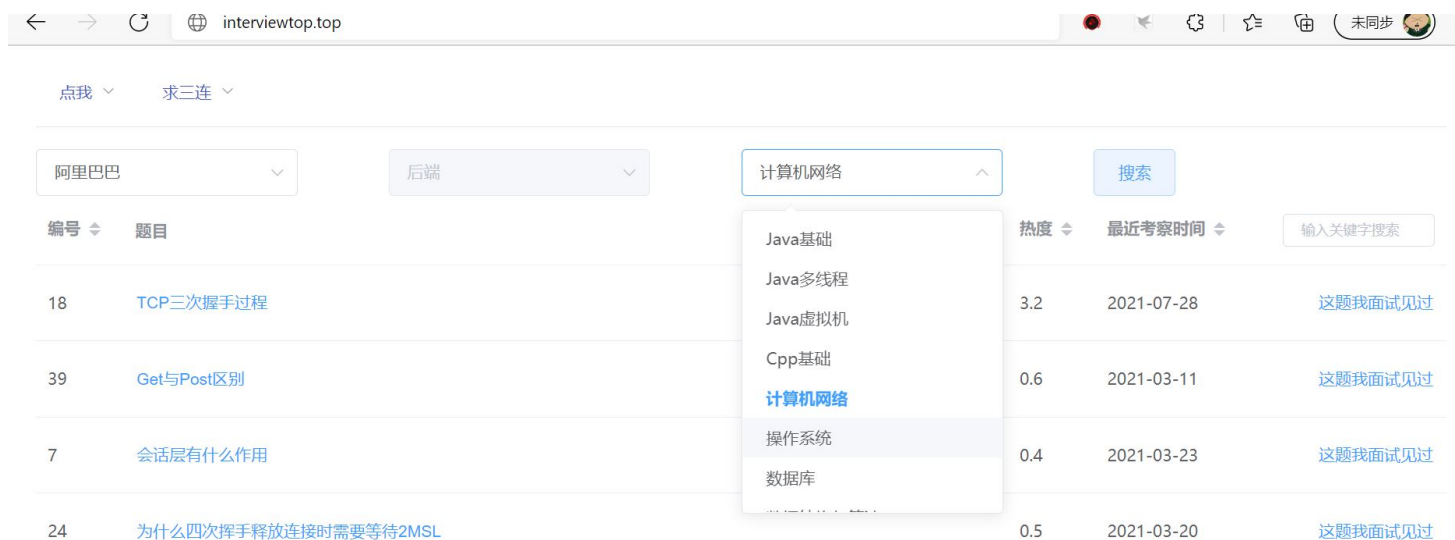 interviewtop.top
未同步
点我
求三连
阿里巴巴
后端
计算机网络
搜索
编号
题目
热度
最近考察时间
输入关键字搜索
Java基础
Java多线程
Java虚拟机
Cpp基础
计算机网络
操作系统
数据库
18 TCP三次握手过程 3.2 2021-07-28 这题我面试见过
39 Get与Post区别 0.6 2021-03-11 这题我面试见过
7 会话层有什么作用 0.4 2021-03-23 这题我面试见过
24 为什么四次挥手释放连接时需要等待2MSL 0.5 2021-03-20 这题我面试见过